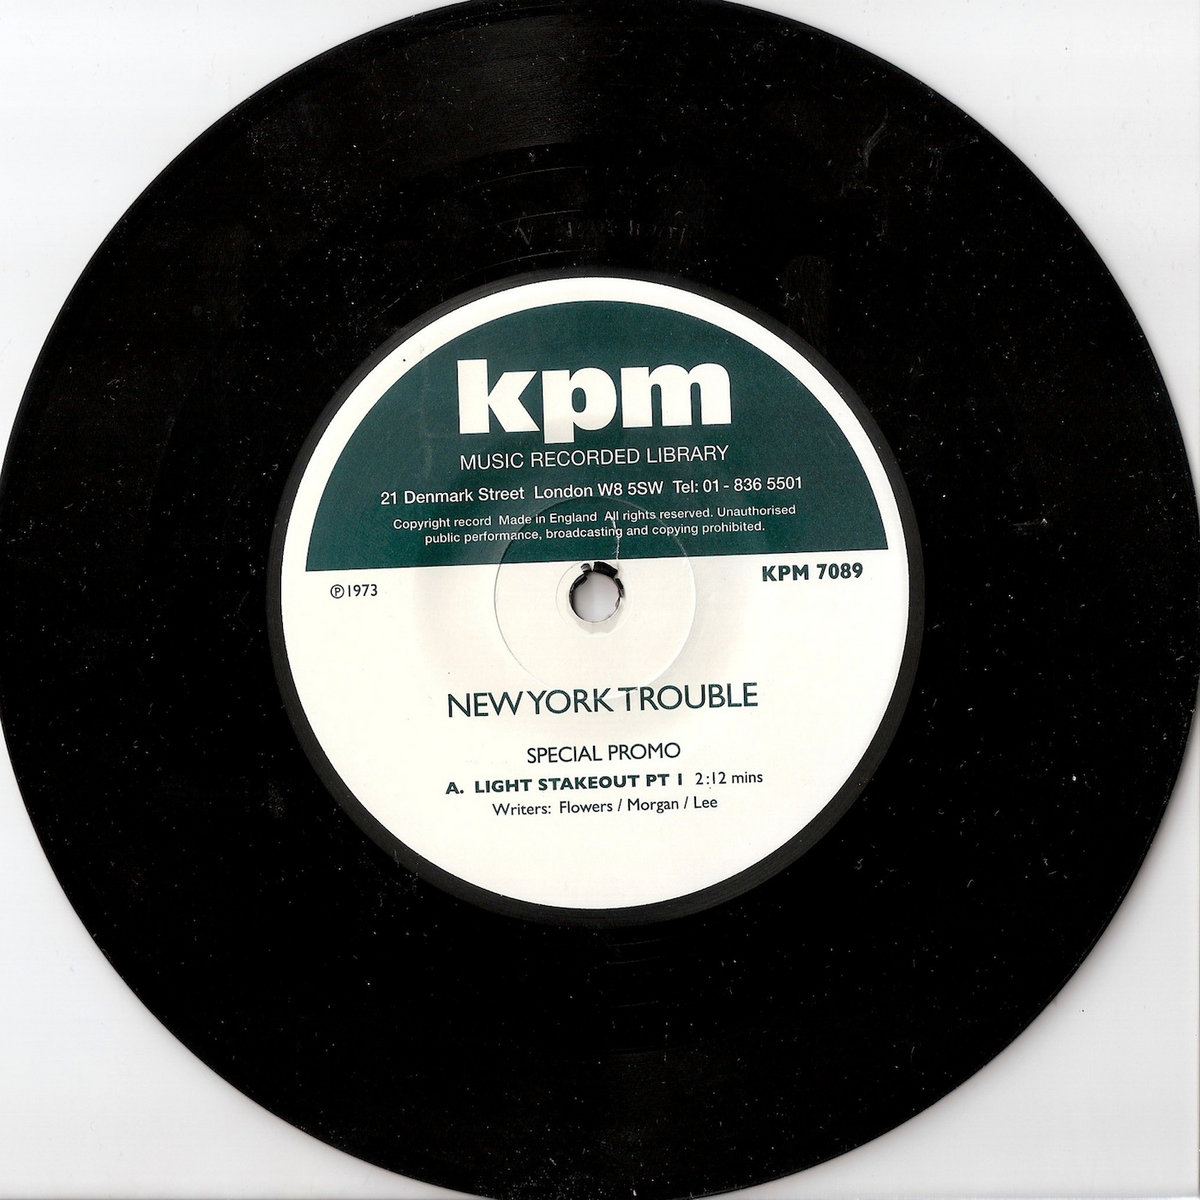 kpm
MUSIC RECORDED LIBRARY
21 Denmark Street London W8 5SW Tel: 01 - 836 5501
Copyright record Made in England All rights reserved. Unauthorised
public performance, broadcasting and copying prohibited.
℗1973
KPM 7089
NEW YORK TROUBLE
SPECIAL PROMO
A. LIGHT STAKEOUT PT 1 2:12 mins
Writers: Flowers / Morgan / Lee